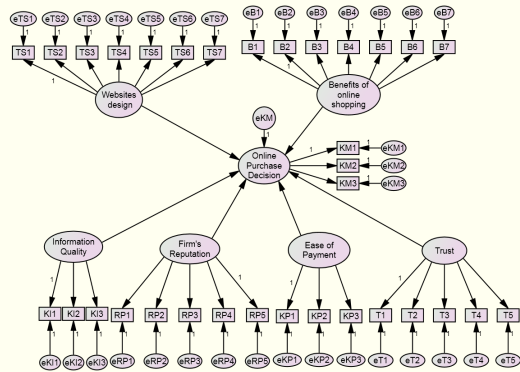 eTS1 eTS2 eTS3 eTS4 eTS5 eTS6 eTS7
eB1 eB2 eB3 eB4 eB5 eB6 eB7
1 1 1 1 1 1 1
1 1 1 1 1 1 1
TS1 TS2 TS3 TS4 TS5 TS6 TS7
B1 B2 B3 B4 B5 B6 B7
1
1
Websites
design
Benefits of
online
shopping
eKM
1
Online
Purchase
Decision
1
KM1 1 eKM1
KM2 1 eKM2
KM3 1 eKM3
Information
Quality
Firm's
Reputation
Ease of
Payment
Trust
1
1
1
1
KI1 KI2 KI3
RP1 RP2 RP3 RP4 RP5
KP1 KP2 KP3
T1 T2 T3 T4 T5
1 1 1
1 1 1 1 1
1 1 1
1 1 1 1 1
eKI1 eKI2 eKI3
eRP1 eRP2 eRP3 eRP4 eRP5
eKP1 eKP2 eKP3
eT1 eT2 eT3 eT4 eT5